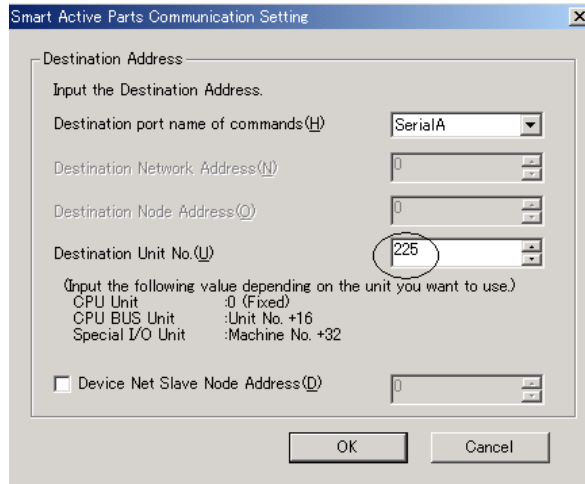 Smart Active Parts Communication Setting
Destination Address
Input the Destination Address.
Destination port name of commands(H) SerialA
Destination Network Address(N) 0
Destination Node Address(O) 0
Destination Unit No.(U) 225
(Input the following value depending on the unit you want to use.)
CPU Unit :0 (Fixed)
CPU BUS Unit :Unit No. +16
Special I/O Unit :Machine No. +32
Device Net Slave Node Address(D) 0
OK Cancel